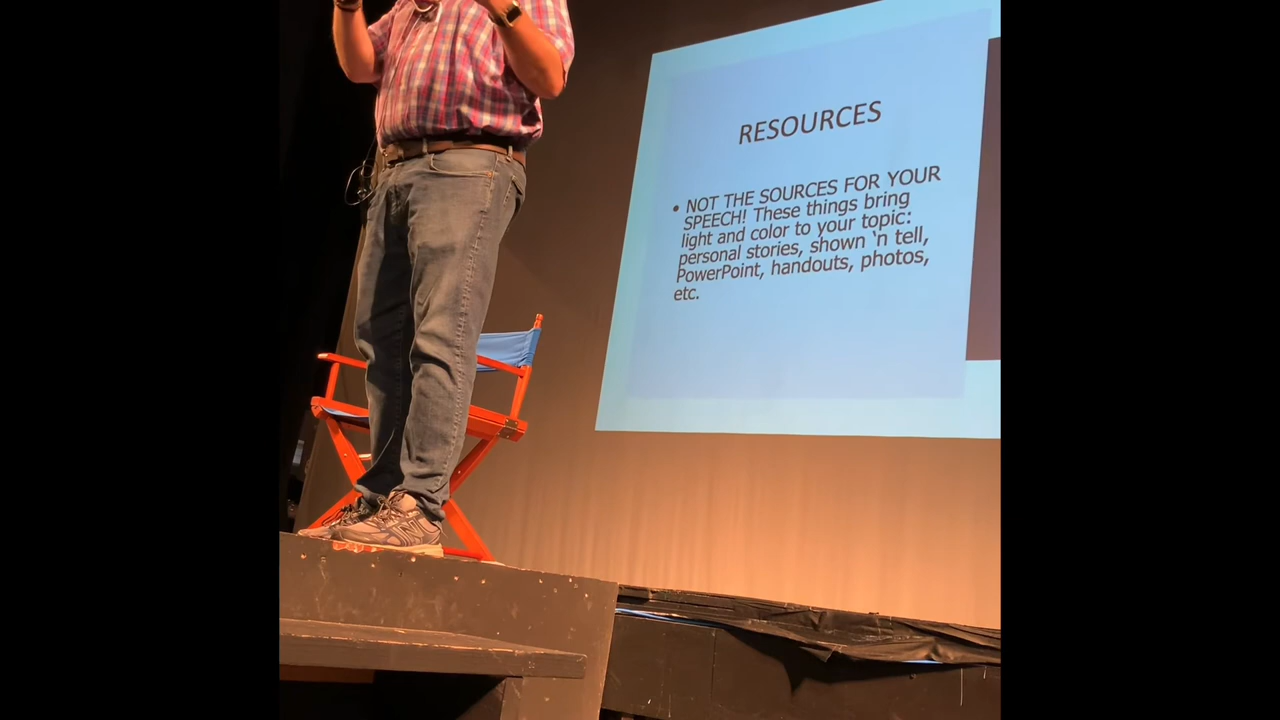 RESOURCES
• NOT THE SOURCES FOR YOUR
SPEECH! These things bring
light and color to your topic:
personal stories, shown ‘n tell,
PowerPoint, handouts, photos,
etc.
N